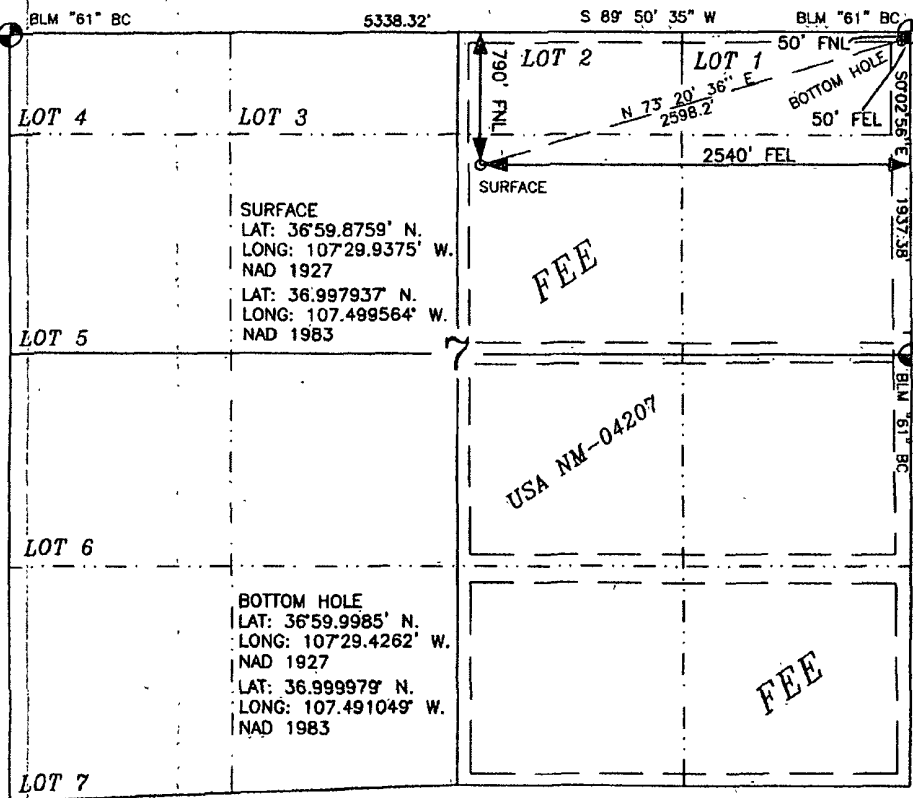 BLM "61" BC
5338.32'
S 89° 50' 35" W
BLM "61" BC
50' FNL
LOT 2
LOT 1
790' FNL
BOTTOM HOLE
N 73° 20' 36" E
2598.2'
50' FEL
S0°02'56"E 1937.38'
LOT 4
LOT 3
2540' FEL
SURFACE
SURFACE
LAT: 36°59.8759' N.
LONG: 107°29.9375' W.
NAD 1927
LAT: 36.997937° N.
LONG: 107.499564° W.
NAD 1983
FEE
LOT 5
7
BLM "61" BC
USA NM-04207
LOT 6
BOTTOM HOLE
LAT: 36°59.9985' N.
LONG: 107°29.4262' W.
NAD 1927
LAT: 36.999979° N.
LONG: 107.491049° W.
NAD 1983
FEE
LOT 7